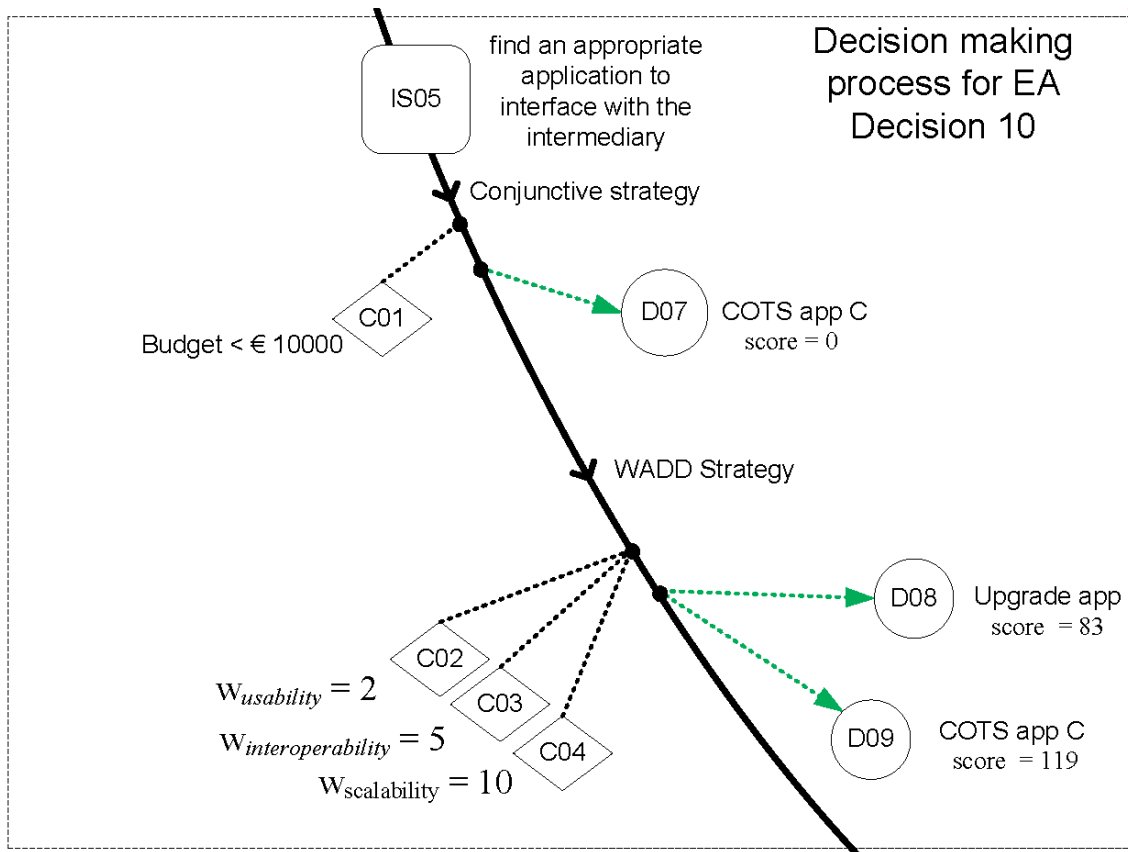 Decision making
process for EA
Decision 10
find an appropriate
application to
interface with the
intermediary
IS05
Conjunctive strategy
C01
Budget < € 10000
D07
COTS app C
score = 0
WADD Strategy
C02
C03
C04
Wusability = 2
Winteroperability = 5
Wscalability = 10
D08
Upgrade app
score = 83
D09
COTS app C
score = 119